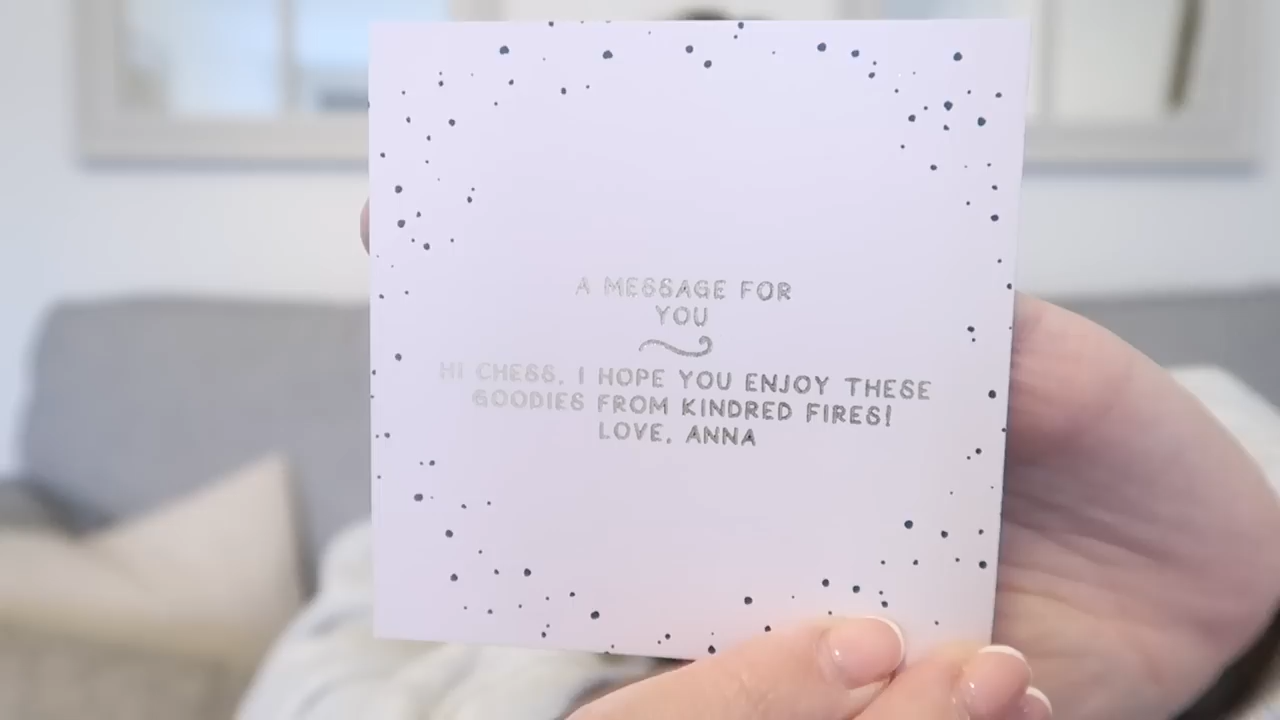 A MESSAGE FOR
YOU
HI CHESS, I HOPE YOU ENJOY THESE
GOODIES FROM KINDRED FIRES!
LOVE, ANNA